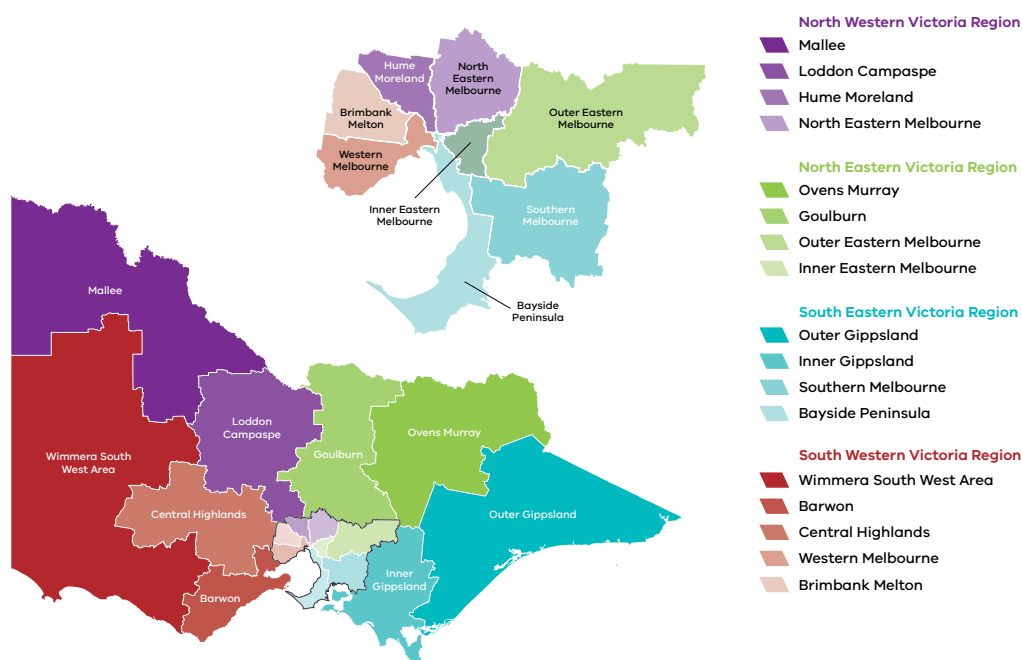 North Western Victoria Region
Mallee
Loddon Campaspe
Hume Moreland
North Eastern Melbourne
North Eastern Victoria Region
Ovens Murray
Goulburn
Outer Eastern Melbourne
Inner Eastern Melbourne
South Eastern Victoria Region
Outer Gippsland
Inner Gippsland
Southern Melbourne
Bayside Peninsula
South Western Victoria Region
Wimmera South West Area
Barwon
Central Highlands
Western Melbourne
Brimbank Melton
Hume
Moreland
North
Eastern
Melbourne
Brimbank
Melton
Outer Eastern
Melbourne
Western
Melbourne
Inner Eastern
Melbourne
Southern
Melbourne
Bayside
Peninsula
Mallee
Loddon
Campaspe
Wimmera South
West Area
Goulburn
Ovens Murray
Central Highlands
Outer Gippsland
Inner
Gippsland
Barwon